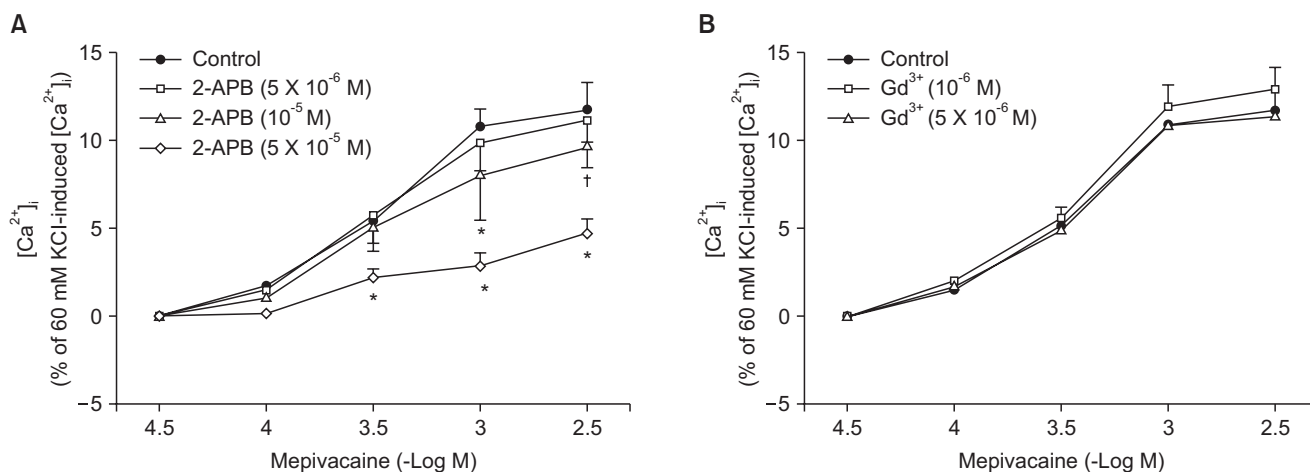 A
15
10
5
0
−5
[Ca²⁺]ᵢ
(% of 60 mM KCl-induced [Ca²⁺]ᵢ)
Control
2-APB (5 X 10⁻⁶ M)
2-APB (10⁻⁵ M)
2-APB (5 X 10⁻⁵ M)
†
*
*
*
*
4.5 4 3.5 3 2.5
Mepivacaine (-Log M)
B
15
10
5
0
−5
[Ca²⁺]ᵢ
(% of 60 mM KCl-induced [Ca²⁺]ᵢ)
Control
Gd³⁺ (10⁻⁶ M)
Gd³⁺ (5 X 10⁻⁶ M)
4.5 4 3.5 3 2.5
Mepivacaine (-Log M)